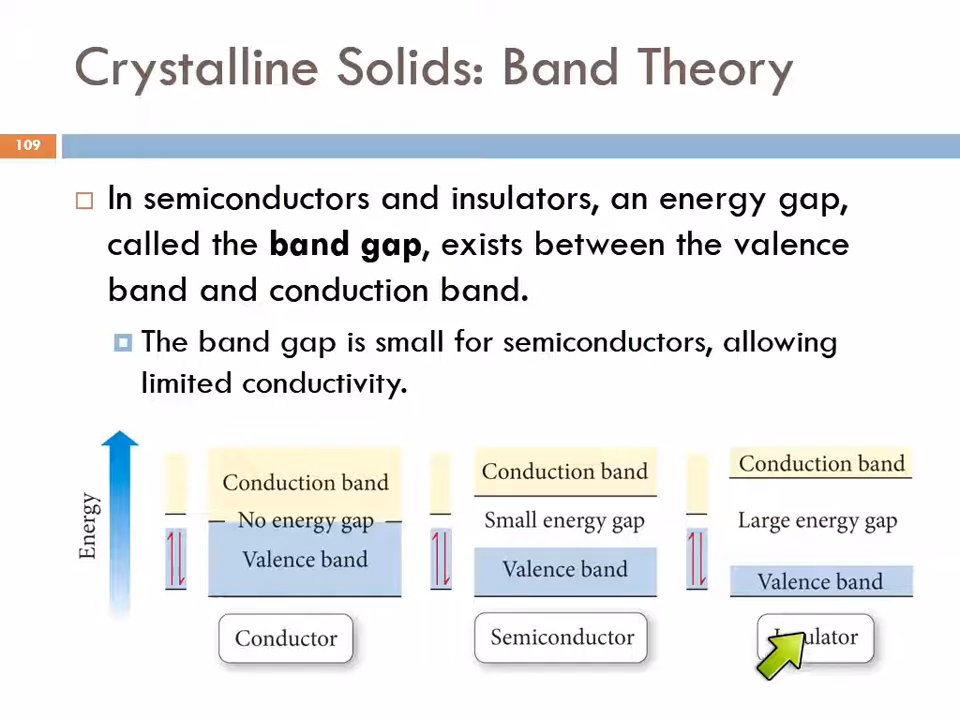 Crystalline Solids: Band Theory
109
In semiconductors and insulators, an energy gap,
called the band gap, exists between the valence
band and conduction band.
The band gap is small for semiconductors, allowing
limited conductivity.
Energy
Conduction band
No energy gap
Valence band
Conductor
Conduction band
Small energy gap
Valence band
Semiconductor
Conduction band
Large energy gap
Valence band
Insulator